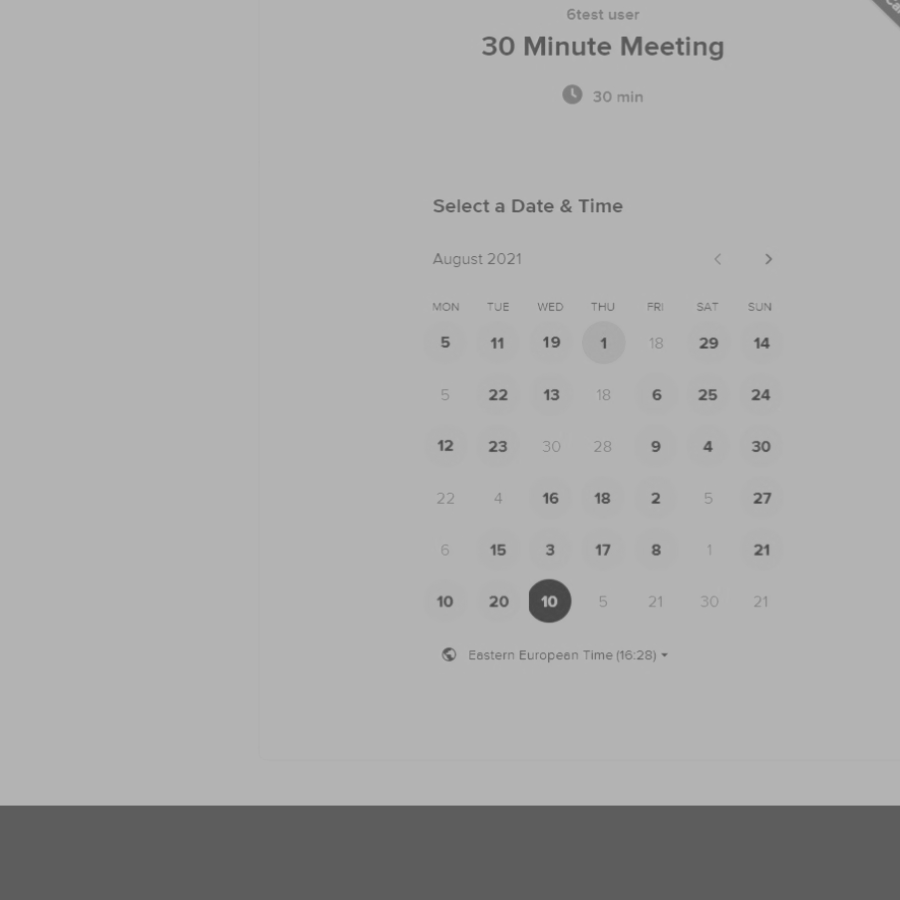 6test user
30 Minute Meeting
30 min
Select a Date & Time
August 2021
MON TUE WED THU FRI SAT SUN
5 11 19 1 18 29 14
5 22 13 18 6 25 24
12 23 30 28 9 4 30
22 4 16 18 2 5 27
6 15 3 17 8 1 21
10 20 10 5 21 30 21
Eastern European Time (16:28)